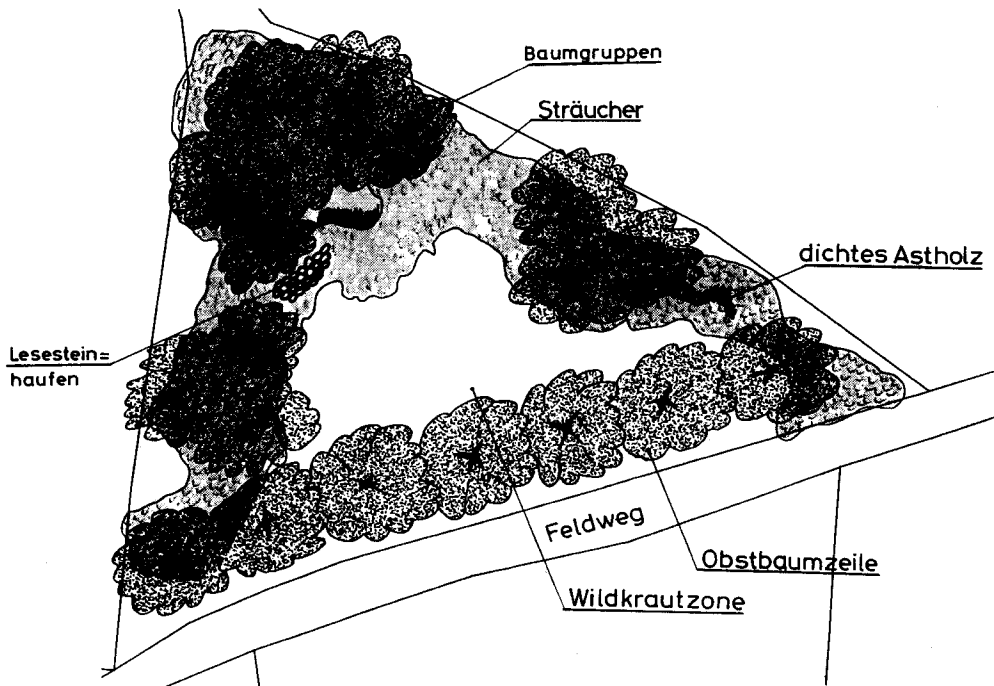 Baumgruppen
Sträucher
dichtes Astholz
Lesestein=
haufen
Feldweg
Obstbaumzeile
Wildkrautzone